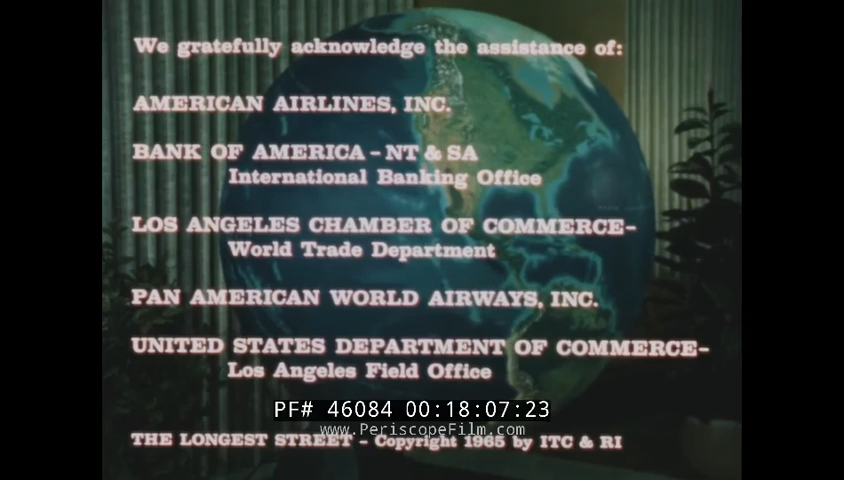 We gratefully acknowledge the assistance of:
AMERICAN AIRLINES, INC.
BANK OF AMERICA - NT & SA
International Banking Office
LOS ANGELES CHAMBER OF COMMERCE-
World Trade Department
PAN AMERICAN WORLD AIRWAYS, INC.
UNITED STATES DEPARTMENT OF COMMERCE-
Los Angeles Field Office
PF# 46084 00:18:07:23
www.PeriscopeFilm.com
THE LONGEST STREET - Copyright 1965 by ITC & RI